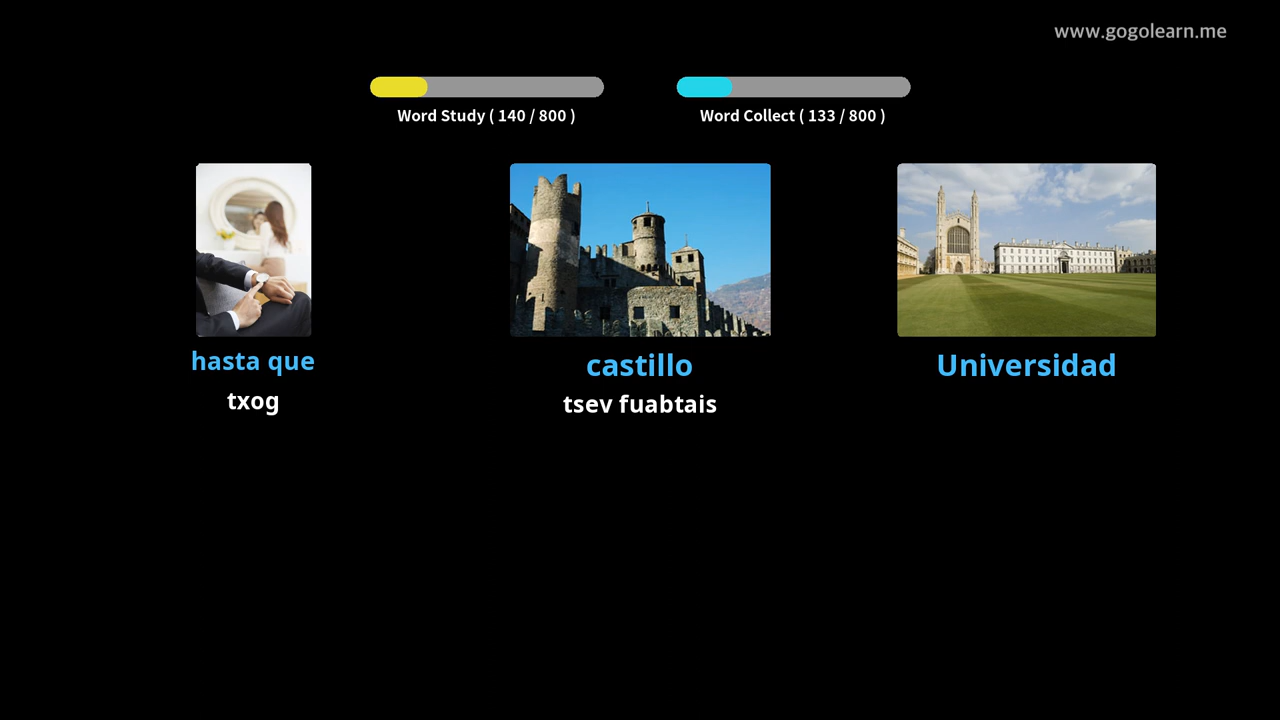 www.gogolearn.me
Word Study ( 140 / 800 )
Word Collect ( 133 / 800 )
hasta que
txog
castillo
tsev fuabtais
Universidad